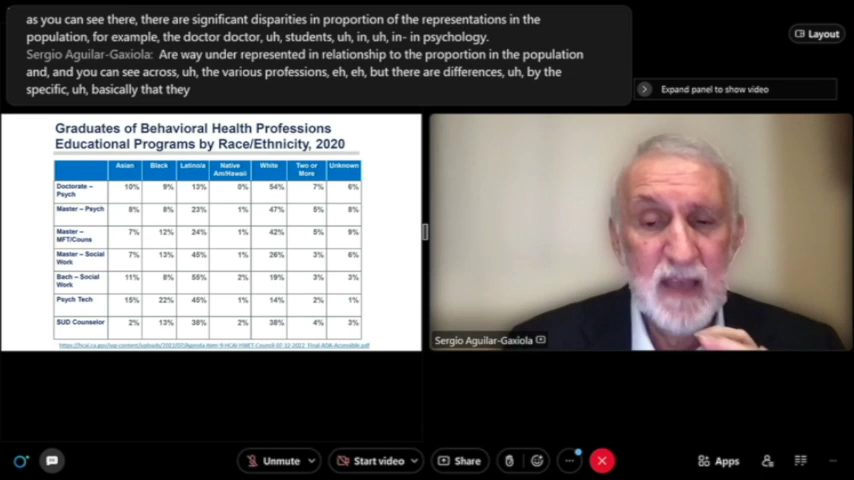 as you can see there, there are significant disparities in proportion of the representations in the
population, for example, the doctor doctor, uh, students, uh, in, uh, in- in psychology.
Sergio Aguilar-Gaxiola: Are way under represented in relationship to the proportion in the population
and, and you can see across, uh, the various professions, eh, eh, but there are differences, uh, by the
specific, uh, basically that they
Layout
Expand panel to show video
Graduates of Behavioral Health Professions
Educational Programs by Race/Ethnicity, 2020
Asian Black Latino/a Native Am/Hawaii White Two or More Unknown
Doctorate – Psych 10% 9% 13% 0% 54% 7% 6%
Master – Psych 8% 8% 23% 1% 47% 5% 8%
Master – MFT/Couns 7% 12% 24% 1% 42% 5% 9%
Master – Social Work 7% 13% 45% 1% 26% 3% 6%
Bach – Social Work 11% 8% 55% 2% 19% 3% 3%
Psych Tech 15% 22% 45% 1% 14% 2% 1%
SUD Counselor 2% 13% 38% 2% 38% 4% 3%
Sergio Aguilar-Gaxiola
Unmute
Start video
Share
Apps